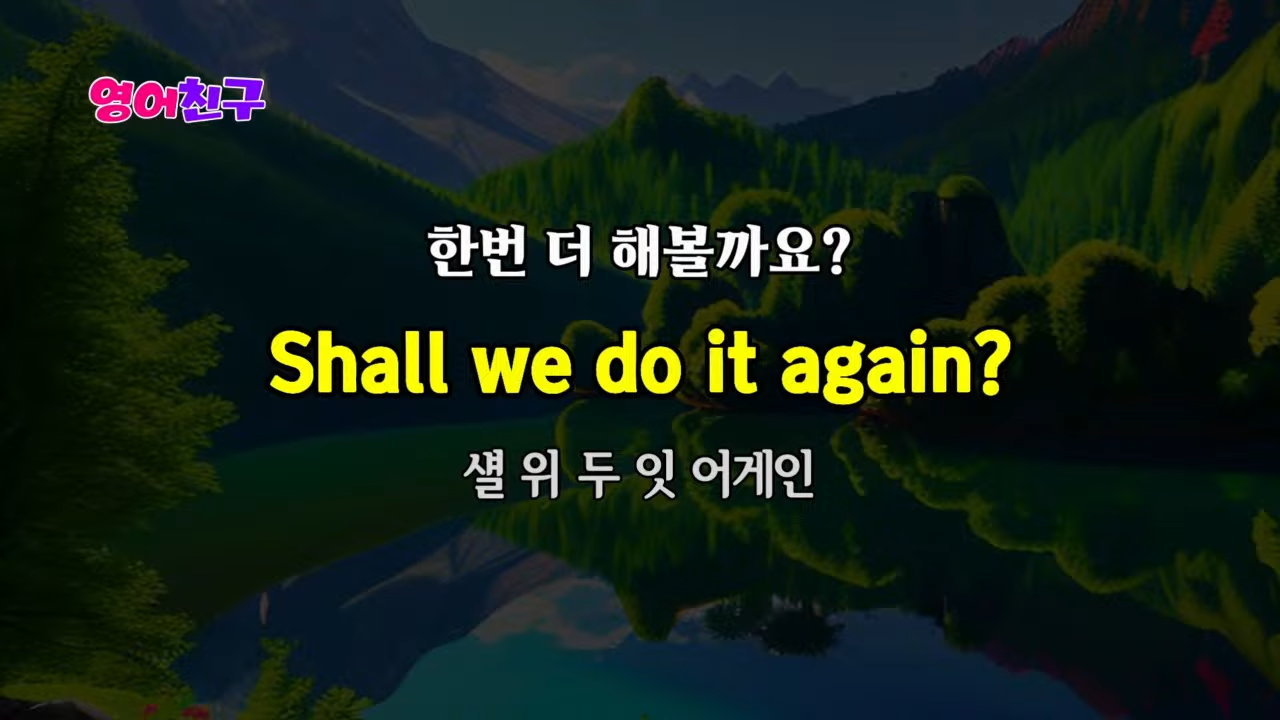 영어친구
한번 더 해볼까요?
Shall we do it again?
섈 위 두 잇 어게인